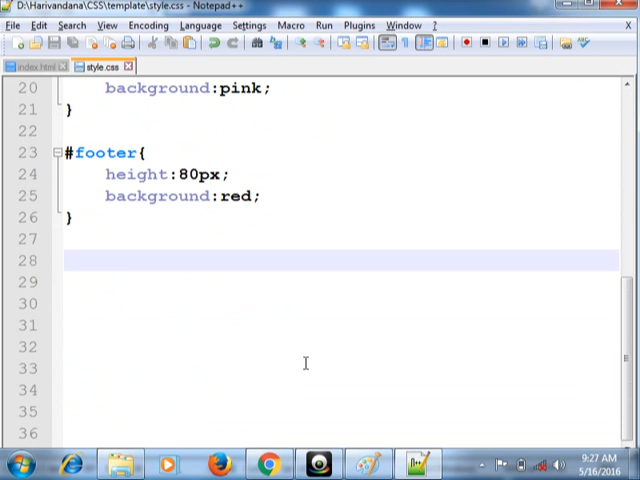 D:\Harivandana\CSS\template\style.css - Notepad++
File Edit Search View Encoding Language Settings Macro Run Plugins Window ? X
index.html style.css
20 background:pink;
21 }
22
23 #footer{
24 height:80px;
25 background:red;
26 }
27
28
29
30
31
32
33
34
35
36
9:27 AM
5/16/2016